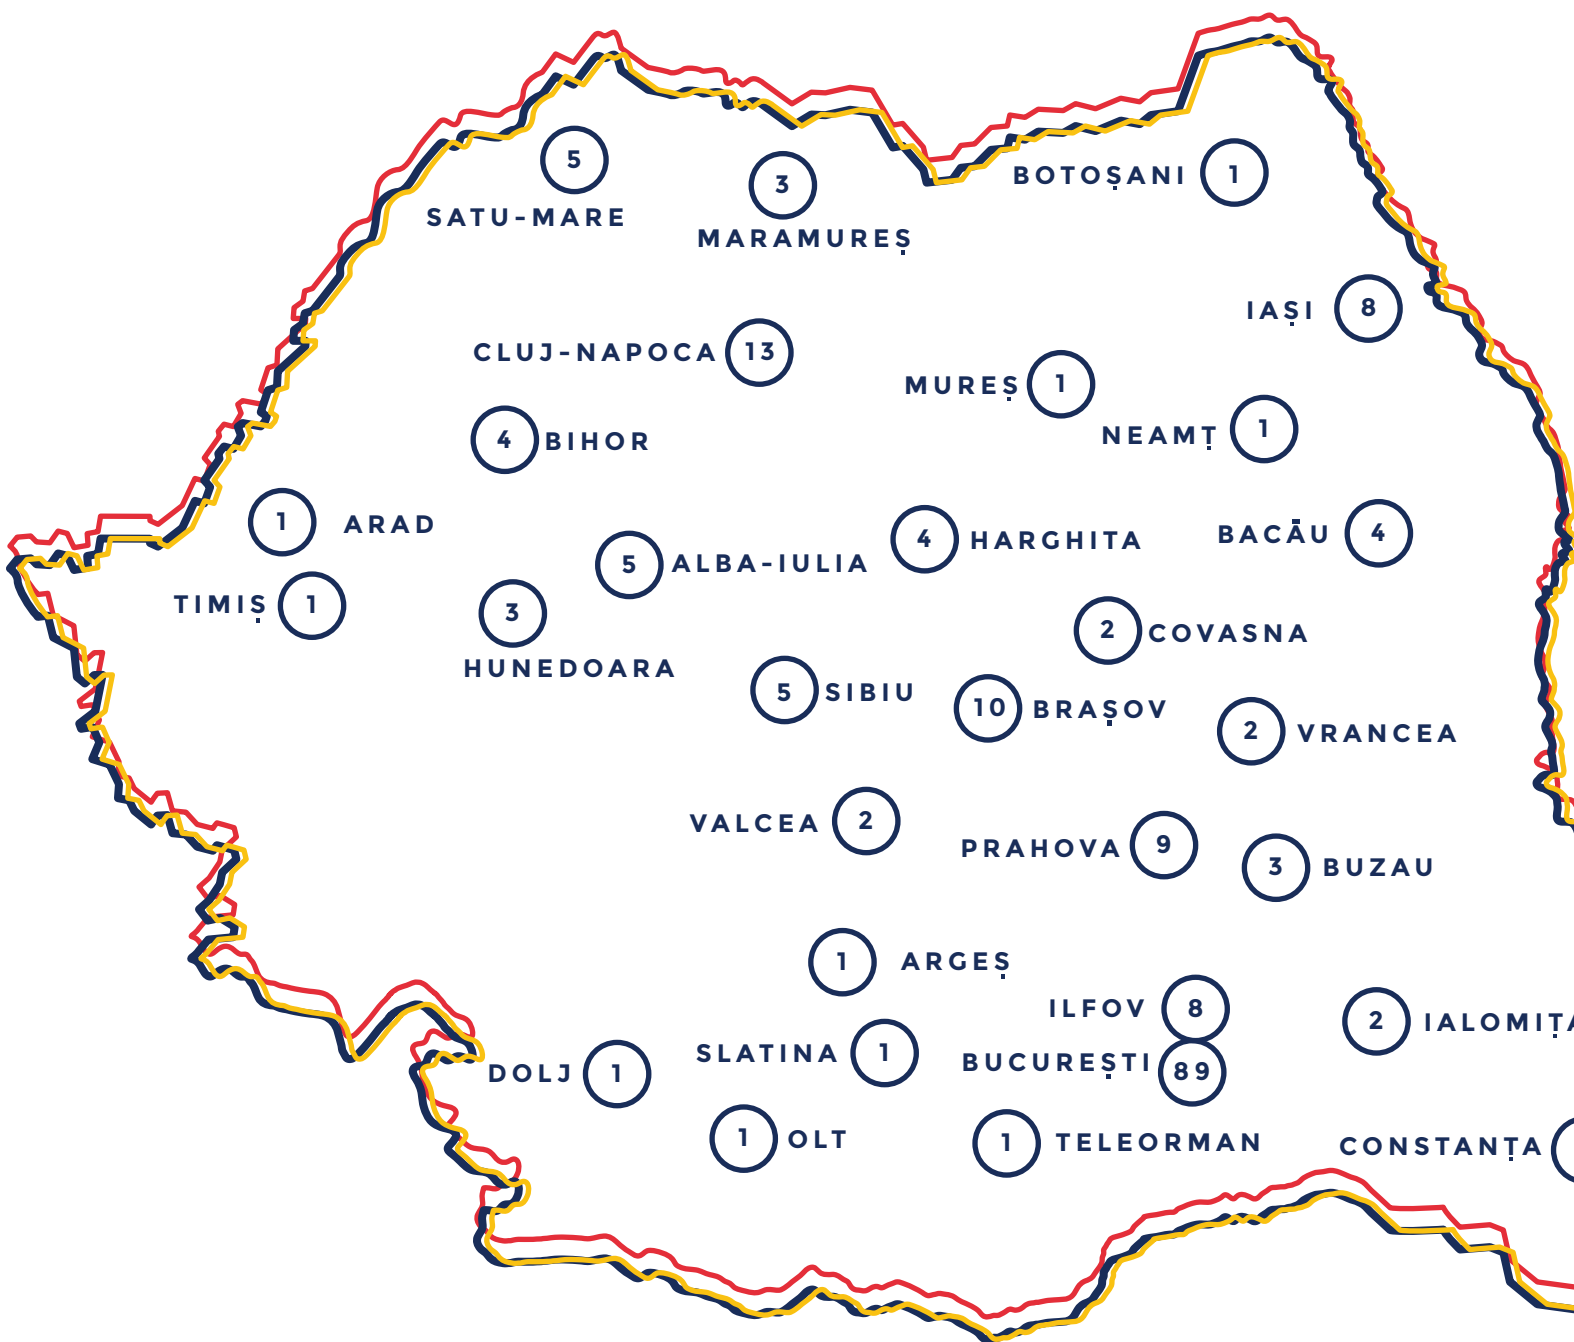 5
SATU-MARE
3
MARAMUREȘ
BOTOȘANI 1
IAȘI 8
CLUJ-NAPOCA 13
MUREȘ 1
4 BIHOR
NEAMȚ 1
1 ARAD
4 HARGHITA
BACĂU 4
5 ALBA-IULIA
TIMIȘ 1
3
HUNEDOARA
2 COVASNA
5 SIBIU
10 BRAȘOV
2 VRANCEA
VALCEA 2
PRAHOVA 9
3 BUZAU
1 ARGEȘ
ILFOV 8
2 IALOMIȚA
SLATINA 1
BUCUREȘTI 89
DOLJ 1
1 OLT
1 TELEORMAN
CONSTANȚA